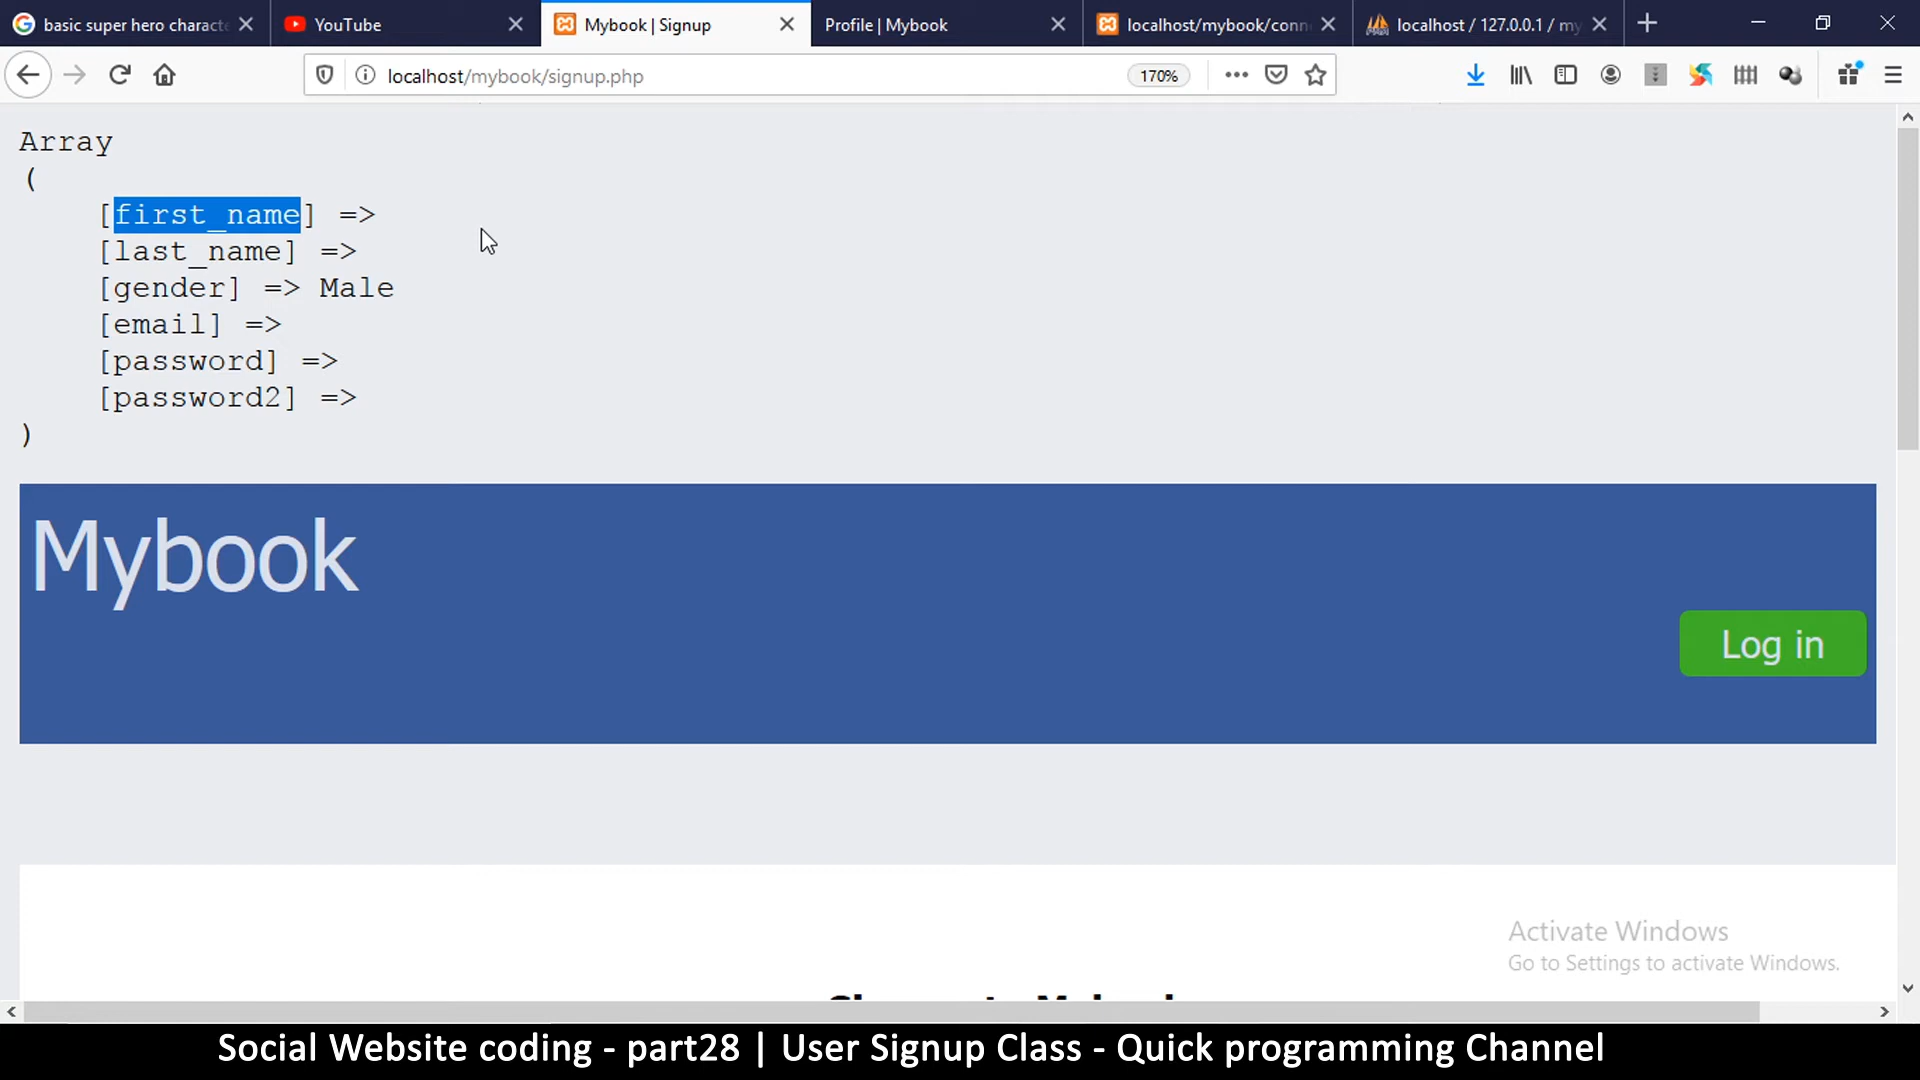 basic super hero characte
YouTube
Mybook | Signup
Profile | Mybook
localhost/mybook/conn
localhost / 127.0.0.1 / my
localhost/mybook/signup.php
170%
Array
(
[first_name] =>
[last_name] =>
[gender] => Male
[email] =>
[password] =>
[password2] =>
)
Mybook
Log in
Activate Windows
Go to Settings to activate Windows.
Social Website coding - part28 | User Signup Class - Quick programming Channel